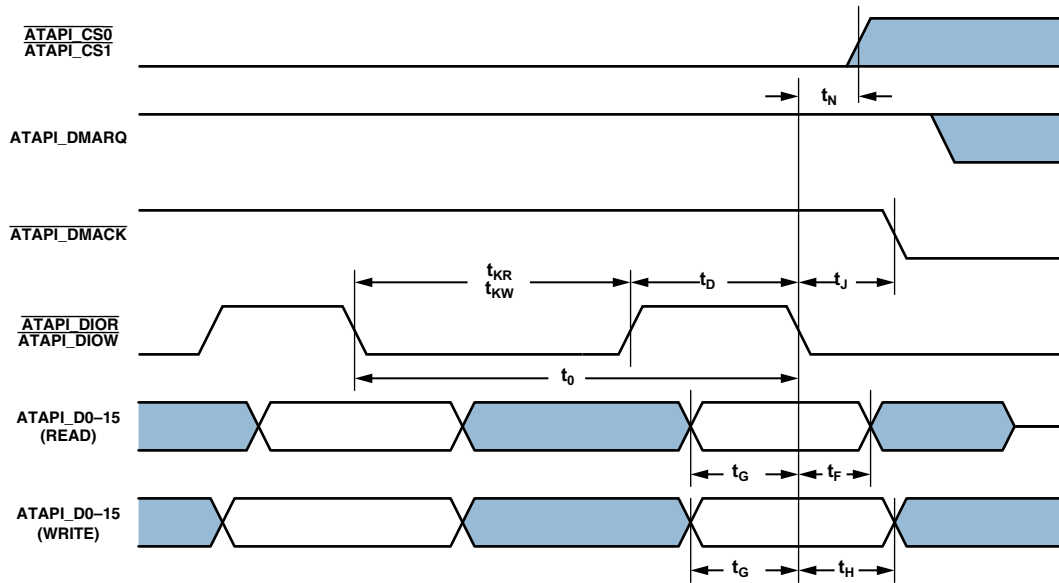 ATAPI_CS0
ATAPI_CS1
tN
ATAPI_DMARQ
ATAPI_DMACK
tKR
tKW
tD
tJ
ATAPI_DIOR
ATAPI_DIOW
t0
ATAPI_D0–15
(READ)
tG
tF
ATAPI_D0–15
(WRITE)
tG
tH